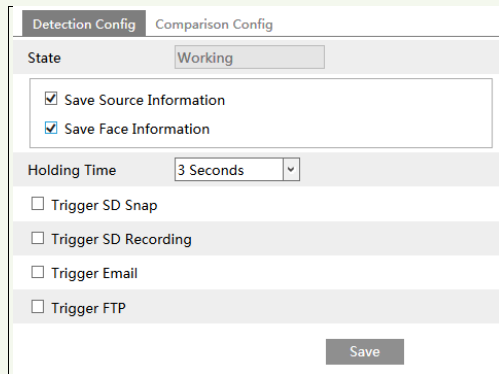 Detection Config Comparison Config
State Working
Save Source Information
Save Face Information
Holding Time 3 Seconds
Trigger SD Snap
Trigger SD Recording
Trigger Email
Trigger FTP
Save